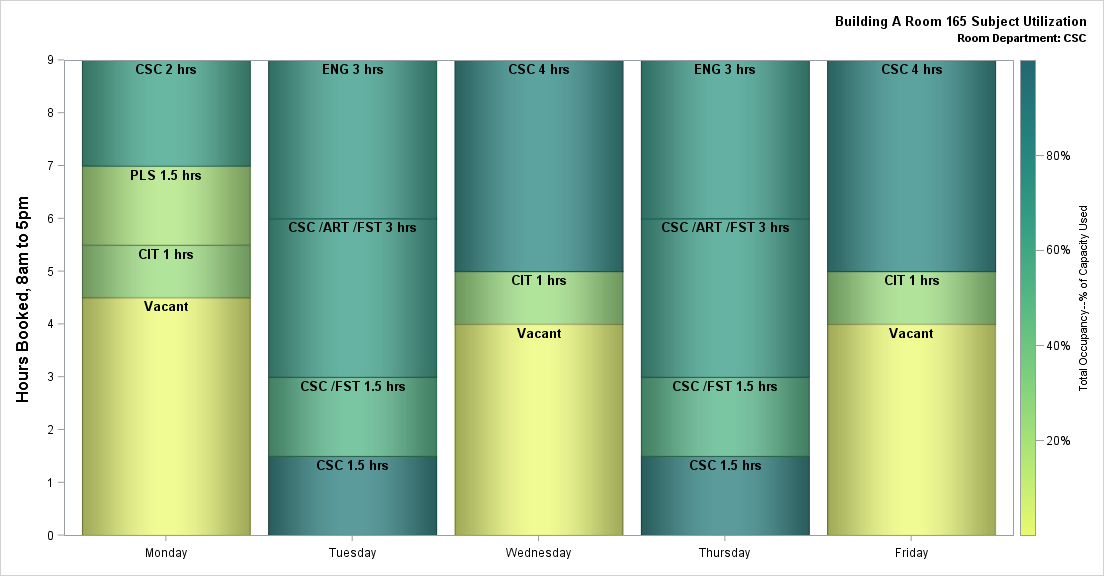 Building A Room 165 Subject Utilization
Room Department: CSC
Hours Booked, 8am to 5pm
9
8
7
6
5
4
3
2
1
0
CSC 2 hrs
PLS 1.5 hrs
CIT 1 hrs
Vacant
ENG 3 hrs
CSC /ART /FST 3 hrs
CSC /FST 1.5 hrs
CSC 1.5 hrs
CSC 4 hrs
CIT 1 hrs
Vacant
ENG 3 hrs
CSC /ART /FST 3 hrs
CSC /FST 1.5 hrs
CSC 1.5 hrs
CSC 4 hrs
CIT 1 hrs
Vacant
Monday
Tuesday
Wednesday
Thursday
Friday
80%
60%
40%
20%
Total Occupancy--% of Capacity Used